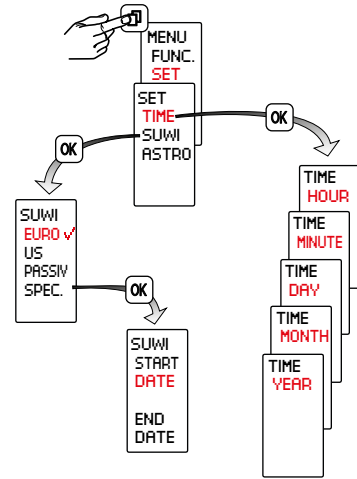 MENU
FUNC.
SET
SET
TIME
SUWI
ASTRO
OK
OK
SUWI
EURO ✓
US
PASSIV
SPEC.
OK
SUWI
START
DATE
END
DATE
TIME
HOUR
TIME
MINUTE
TIME
DAY
TIME
MONTH
TIME
YEAR